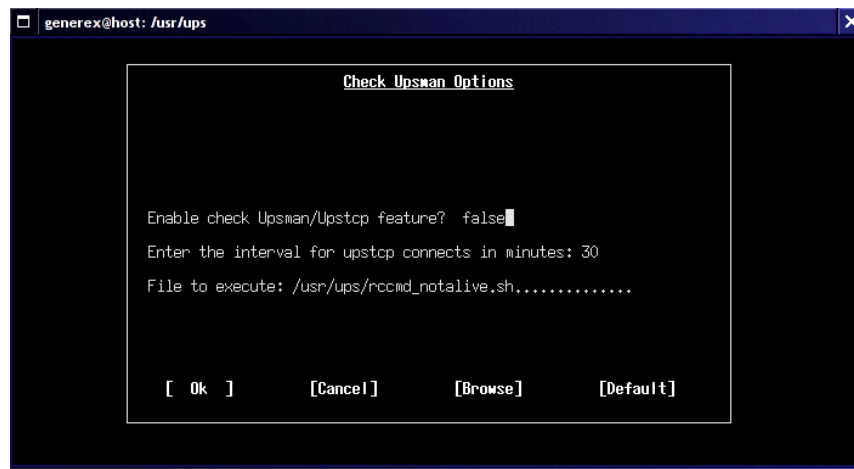 generex@host: /usr/ups
Check Upsman Options
Enable check Upsman/Upstcp feature? false
Enter the interval for upstcp connects in minutes: 30
File to execute: /usr/ups/rccmd_notalive.sh..............
[ Ok ] [Cancel] [Browse] [Default]